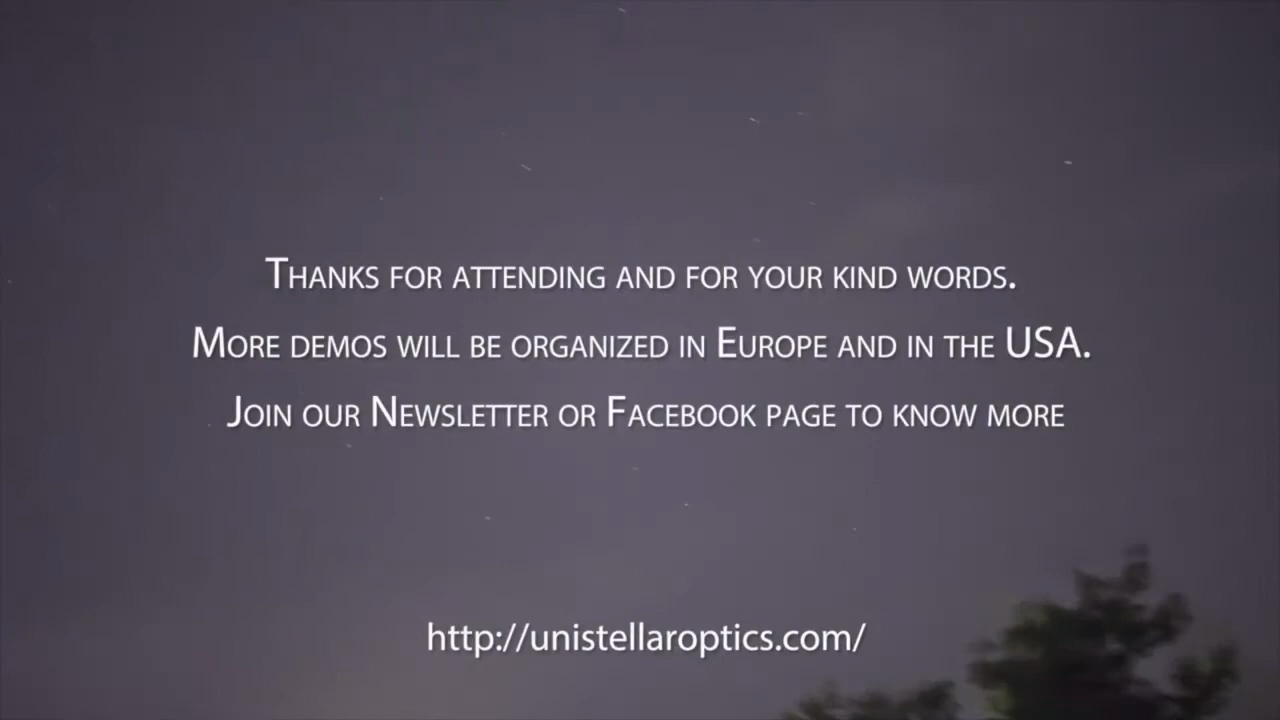 Thanks for attending and for your kind words.
More demos will be organized in Europe and in the USA.
Join our Newsletter or Facebook page to know more
http://unistellaroptics.com/